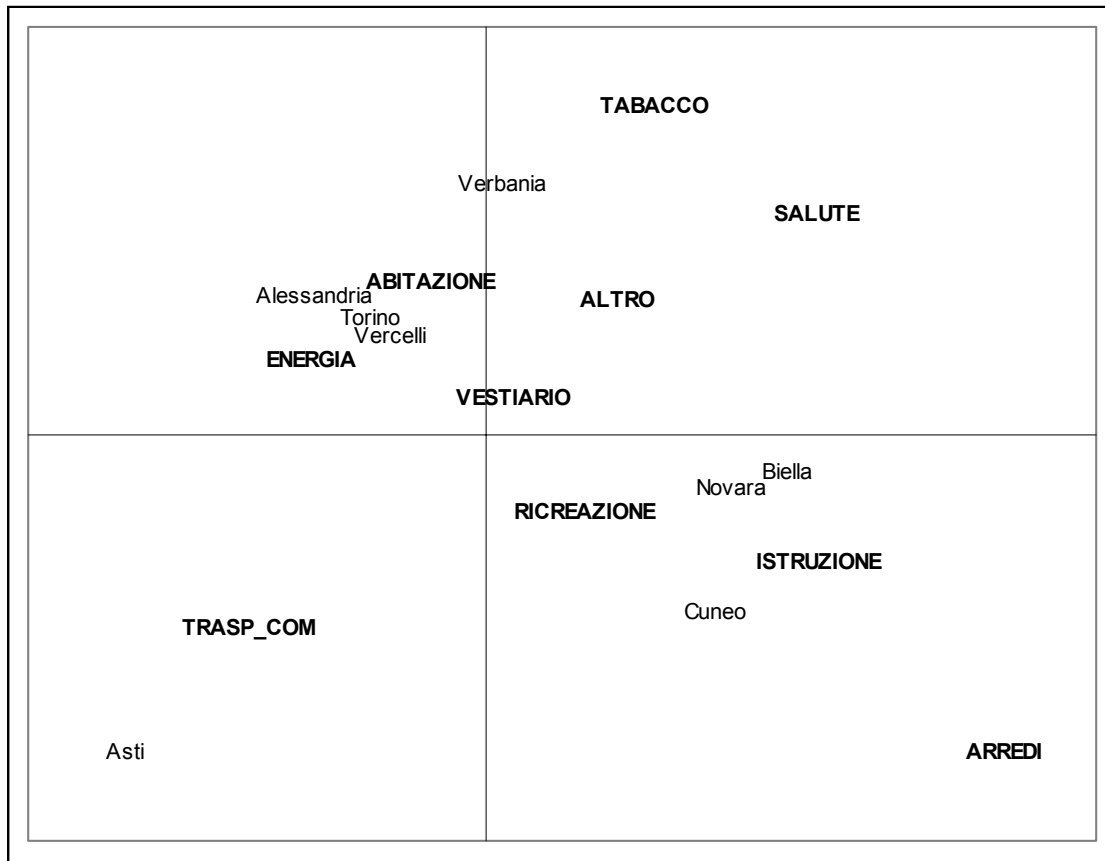 TABACCO
Verbania
SALUTE
ABITAZIONE
Alessandria
ALTRO
Torino
Vercelli
ENERGIA
VESTIARIO
Biella
Novara
RICREAZIONE
ISTRUZIONE
Cuneo
TRASP_COM
Asti
ARREDI